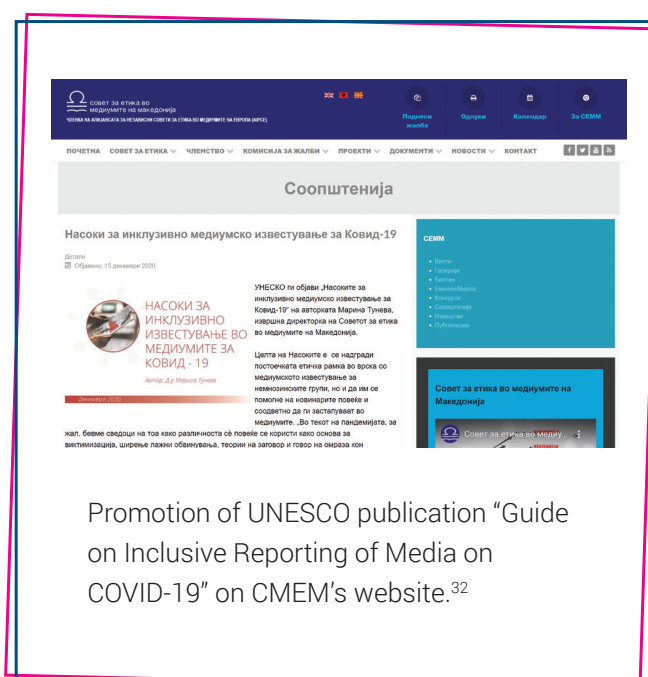 совет за етика во
медиумите на македонија
ЧЛЕНКА НА АЛИЈАНСАТА ЗА НЕЗАВИСНИ СОВЕТИ ЗА ЕТИКА ВО МЕДИУМИТЕ НА ЕВРОПА (AIPCE)
Поднеси жалба
Одлуки
Календар
За СЕММ
ПОЧЕТНА СОВЕТ ЗА ЕТИКА ЧЛЕНСТВО КОМИСИЈА ЗА ЖАЛБИ ПРОЕКТИ ДОКУМЕНТИ НОВОСТИ КОНТАКТ
Соопштенија
Насоки за инклузивно медиумско известување за Ковид-19
Детали
Објавено: 15 декември 2020
НАСОКИ ЗА
ИНКЛУЗИВНО
ИЗВЕСТУВАЊЕ ВО
МЕДИУМИТЕ ЗА
КОВИД - 19
Автор: Д-р Марина Тунева
Декември 2020
УНЕСКО ги објави „Насоките за
инклузивно медиумско известување за
Ковид-19“ на авторката Марина Тунева,
извршна директорка на Советот за етика
во медиумите на Македонија.
Целта на Насоките е се надгради
постоечката етичка рамка во врска со
медиумското известување за
немнозинските групи, но и да им се
помогне на новинарите повеќе и
соодветно да ги застапуваат во
медиумите. „Во текот на пандемијата, за
жал, бевме сведоци на тоа како различноста сè повеќе се користи како основа за
виктимизација, ширење лажни обвинувања, теории на заговор и говор на омраза кон
СЕММ
Вести
Галерија
Билтен
Конкурси
Соопштенија
Извештаи
Публикации
Совет за етика во медиумите на
Македонија
Совет за етика во медиу...
Promotion of UNESCO publication “Guide
on Inclusive Reporting of Media on
COVID-19” on CMEM’s website.³²